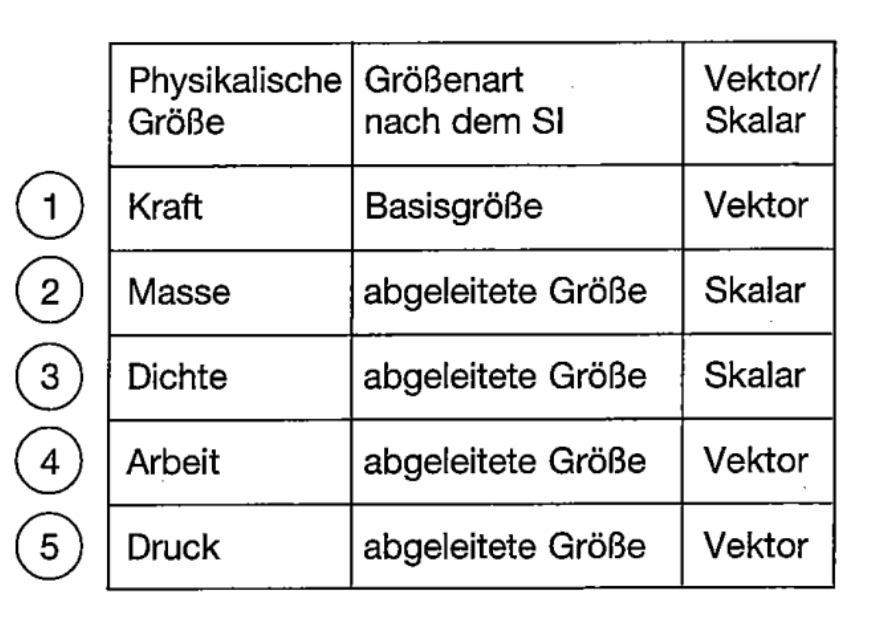 Physikalische Größe | Größenart nach dem SI | Vektor/ Skalar
1 | Kraft | Basisgröße | Vektor
2 | Masse | abgeleitete Größe | Skalar
3 | Dichte | abgeleitete Größe | Skalar
4 | Arbeit | abgeleitete Größe | Vektor
5 | Druck | abgeleitete Größe | Vektor